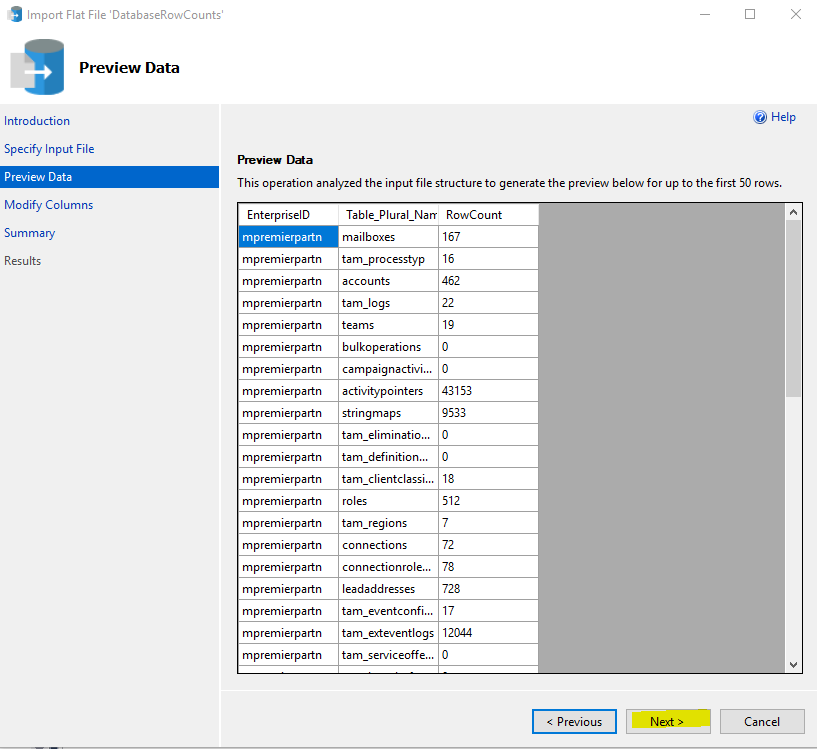 Import Flat File 'DatabaseRowCounts'
Preview Data
Introduction
Specify Input File
Preview Data
Modify Columns
Summary
Results
Help
Preview Data
This operation analyzed the input file structure to generate the preview below for up to the first 50 rows.
EnterpriseID Table_Plural_Nam RowCount
mpremierpartn mailboxes 167
mpremierpartn tam_processtyp 16
mpremierpartn accounts 462
mpremierpartn tam_logs 22
mpremierpartn teams 19
mpremierpartn bulkoperations 0
mpremierpartn campaignactivi... 0
mpremierpartn activitypointers 43153
mpremierpartn stringmaps 9533
mpremierpartn tam_eliminatio... 0
mpremierpartn tam_definition... 0
mpremierpartn tam_clientclassi... 18
mpremierpartn roles 512
mpremierpartn tam_regions 7
mpremierpartn connections 72
mpremierpartn connectionrole... 78
mpremierpartn leadaddresses 728
mpremierpartn tam_eventconfi... 17
mpremierpartn tam_exteventlogs 12044
mpremierpartn tam_serviceoffe... 0
< Previous Next > Cancel